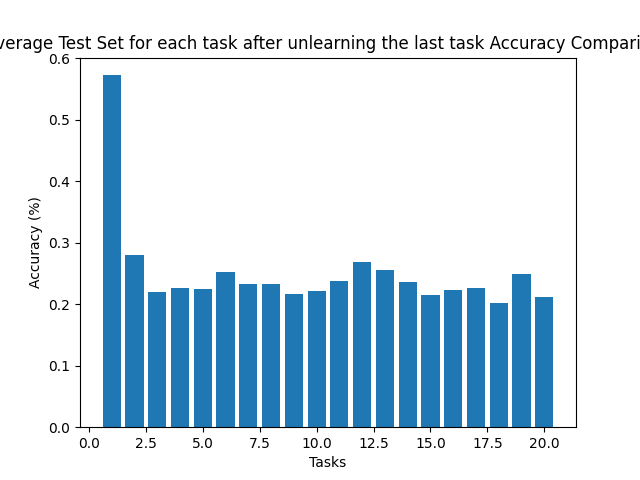 verage Test Set for each task after unlearning the last task Accuracy Compari
0.6
0.5
0.4
0.3
0.2
0.1
0.0
Accuracy (%)
0.0 2.5 5.0 7.5 10.0 12.5 15.0 17.5 20.0
Tasks